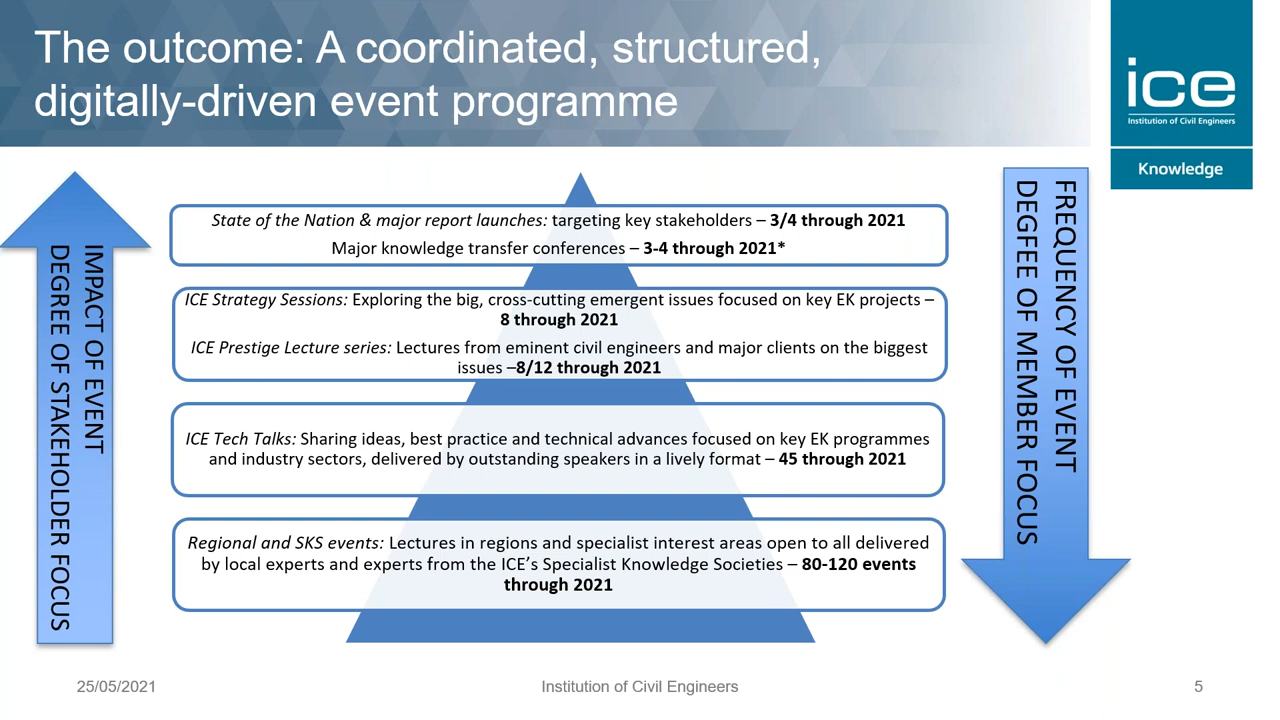 The outcome: A coordinated, structured,
digitally-driven event programme
ice
Institution of Civil Engineers
Knowledge
IMPACT OF EVENT
DEGREE OF STAKEHOLDER FOCUS
State of the Nation & major report launches: targeting key stakeholders – 3/4 through 2021
Major knowledge transfer conferences – 3-4 through 2021*
ICE Strategy Sessions: Exploring the big, cross-cutting emergent issues focused on key EK projects –
8 through 2021
ICE Prestige Lecture series: Lectures from eminent civil engineers and major clients on the biggest
issues –8/12 through 2021
ICE Tech Talks: Sharing ideas, best practice and technical advances focused on key EK programmes
and industry sectors, delivered by outstanding speakers in a lively format – 45 through 2021
Regional and SKS events: Lectures in regions and specialist interest areas open to all delivered
by local experts and experts from the ICE’s Specialist Knowledge Societies – 80-120 events
through 2021
FREQUENCY OF EVENT
DEGFEE OF MEMBER FOCUS
25/05/2021
Institution of Civil Engineers
5